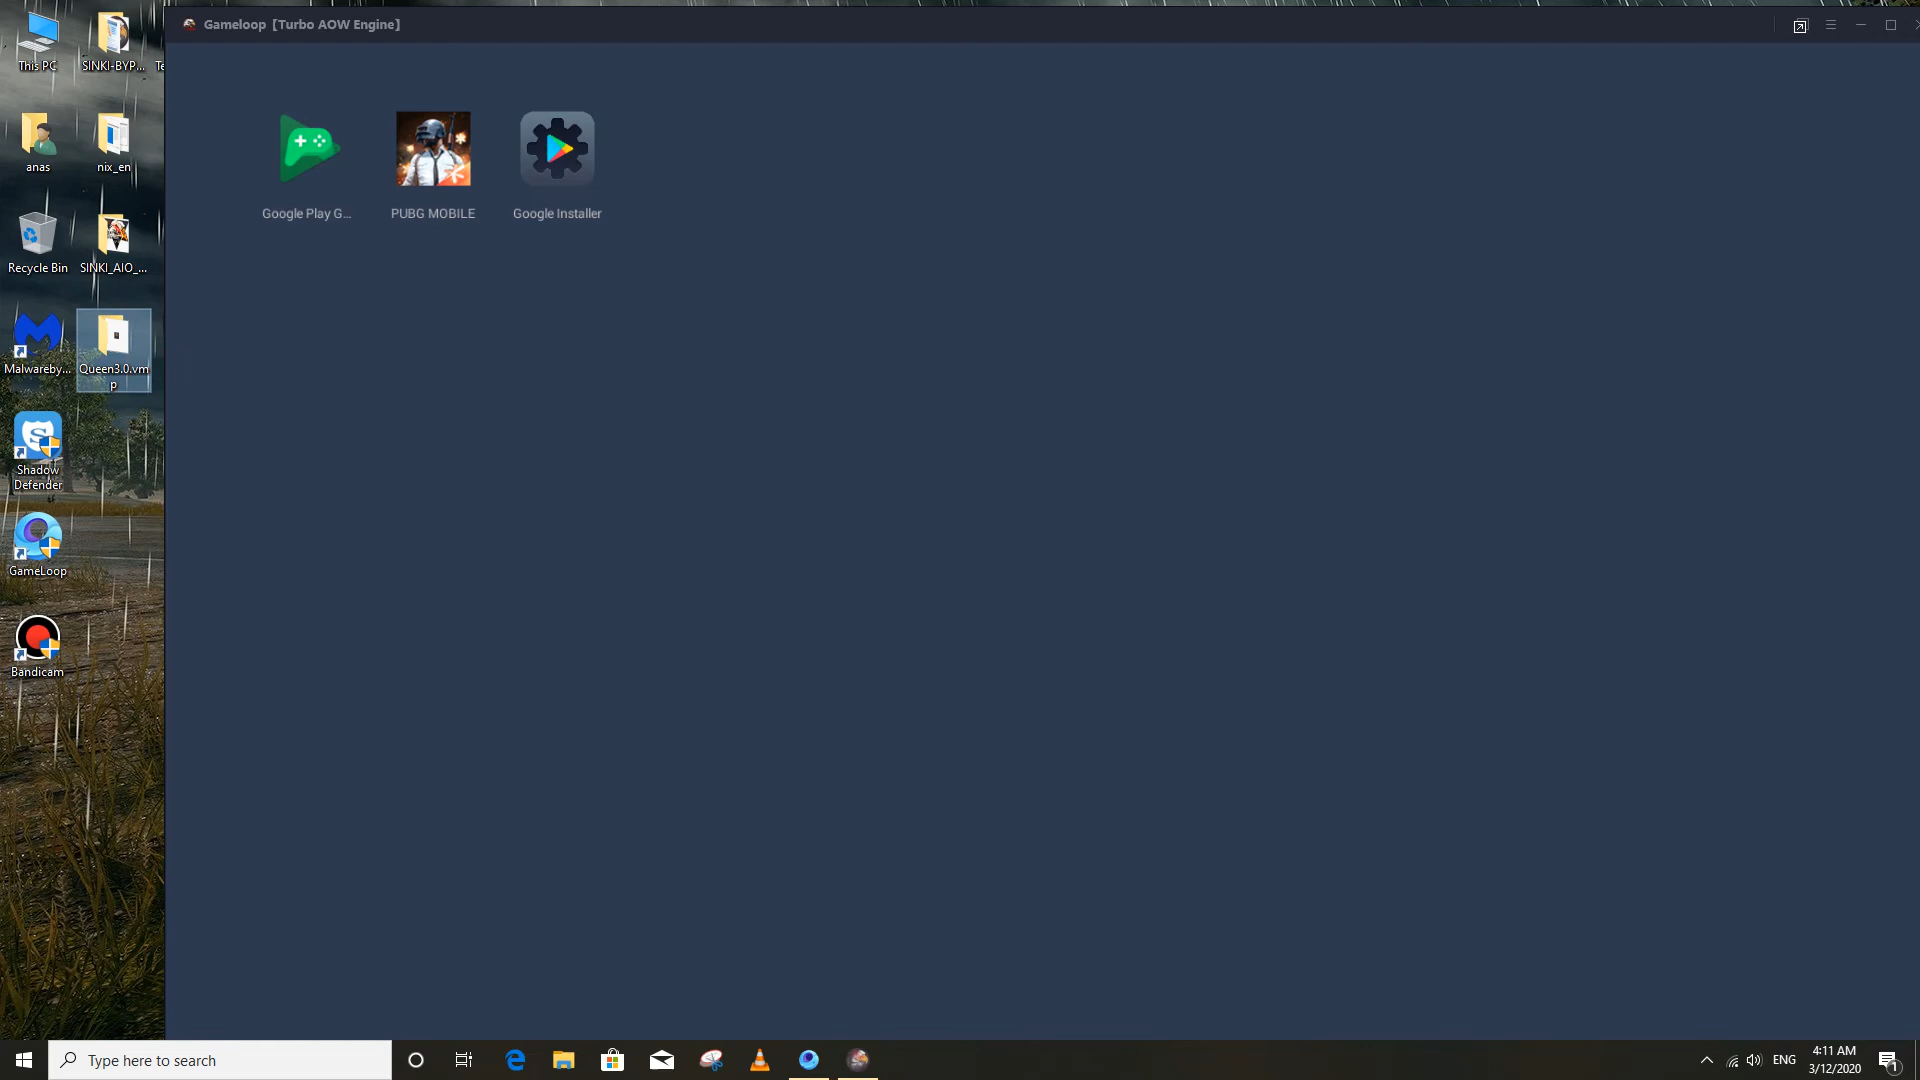 Gameloop [Turbo AOW Engine]
This PC
SINKI-BYP...
Te
anas
nix_en
Google Play G...
PUBG MOBILE
Google Installer
Recycle Bin
SINKI_AIO_...
Malwareby...
Queen3.0.vm
p
Shadow
Defender
GameLoop
Bandicam
Type here to search
ENG
4:11 AM
3/12/2020
1